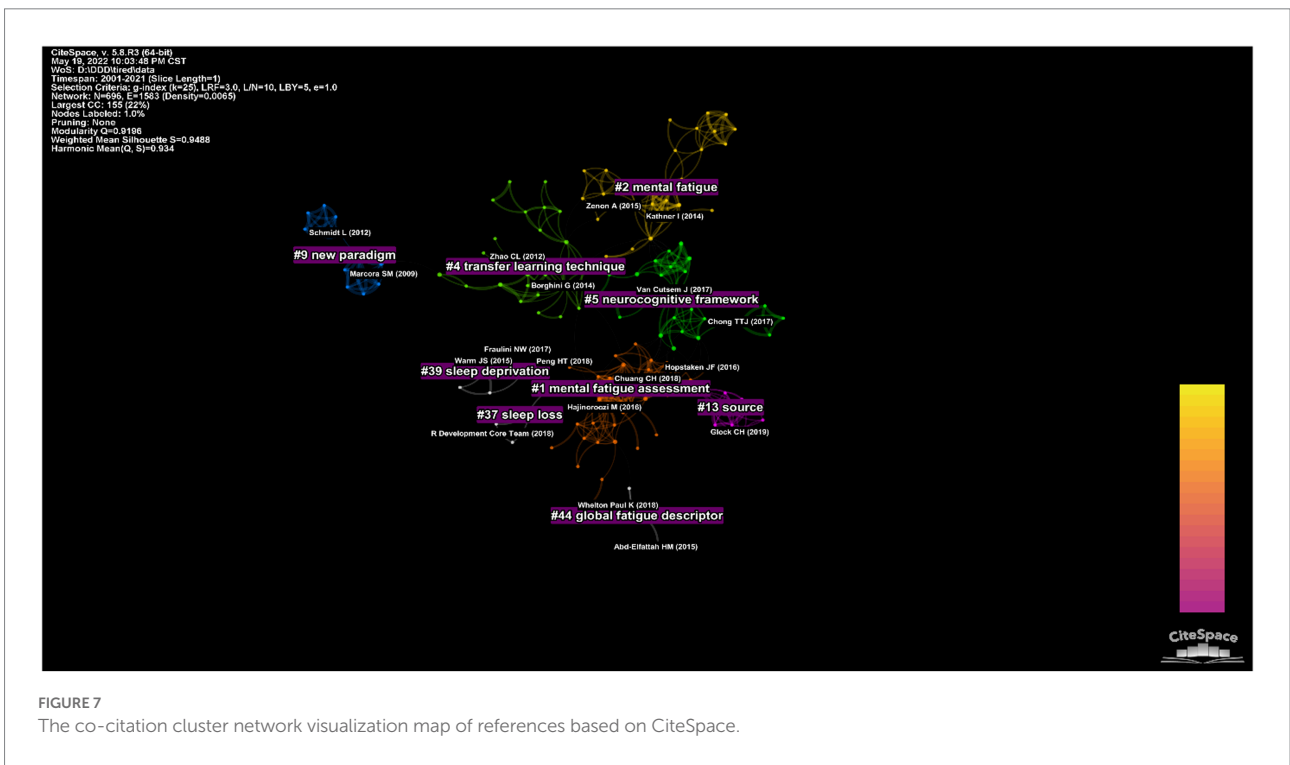 CiteSpace, v. 5.8.R3 (64-bit)
May 19, 2022 10:03:48 PM CST
WoS: D:\DDD\tired\data
Timespan: 2001-2021 (Slice Length=1)
Selection Criteria: g-index (k=25), LRF=3.0, L/N=10, LBY=5, e=1.0
Network: N=696, E=1583 (Density=0.0065)
Largest CC: 155 (22%)
Nodes Labeled: 1.0%
Pruning: None
Modularity Q=0.9196
Weighted Mean Silhouette S=0.9488
Harmonic Mean(Q, S)=0.934
#2 mental fatigue
Zenon A (2015)
Kathner I (2014)
Schmidt L (2012)
#9 new paradigm
Marcora SM (2009)
Zhao CL (2012)
#4 transfer learning technique
Borghini G (2014)
Van Cutsem J (2017)
#5 neurocognitive framework
Chong TTJ (2017)
Fraulini NW (2017)
Warm JS (2015)
Peng HT (2018)
Hopstaken JF (2016)
#39 sleep deprivation
Chuang CH (2018)
#1 mental fatigue assessment
Hajinoroozi M (2016)
#13 source
#37 sleep loss
Glock CH (2019)
R Development Core Team (2018)
Whelton Paul K (2018)
#44 global fatigue descriptor
Abd-Elfattah HM (2015)
CiteSpace
FIGURE 7
The co-citation cluster network visualization map of references based on CiteSpace.